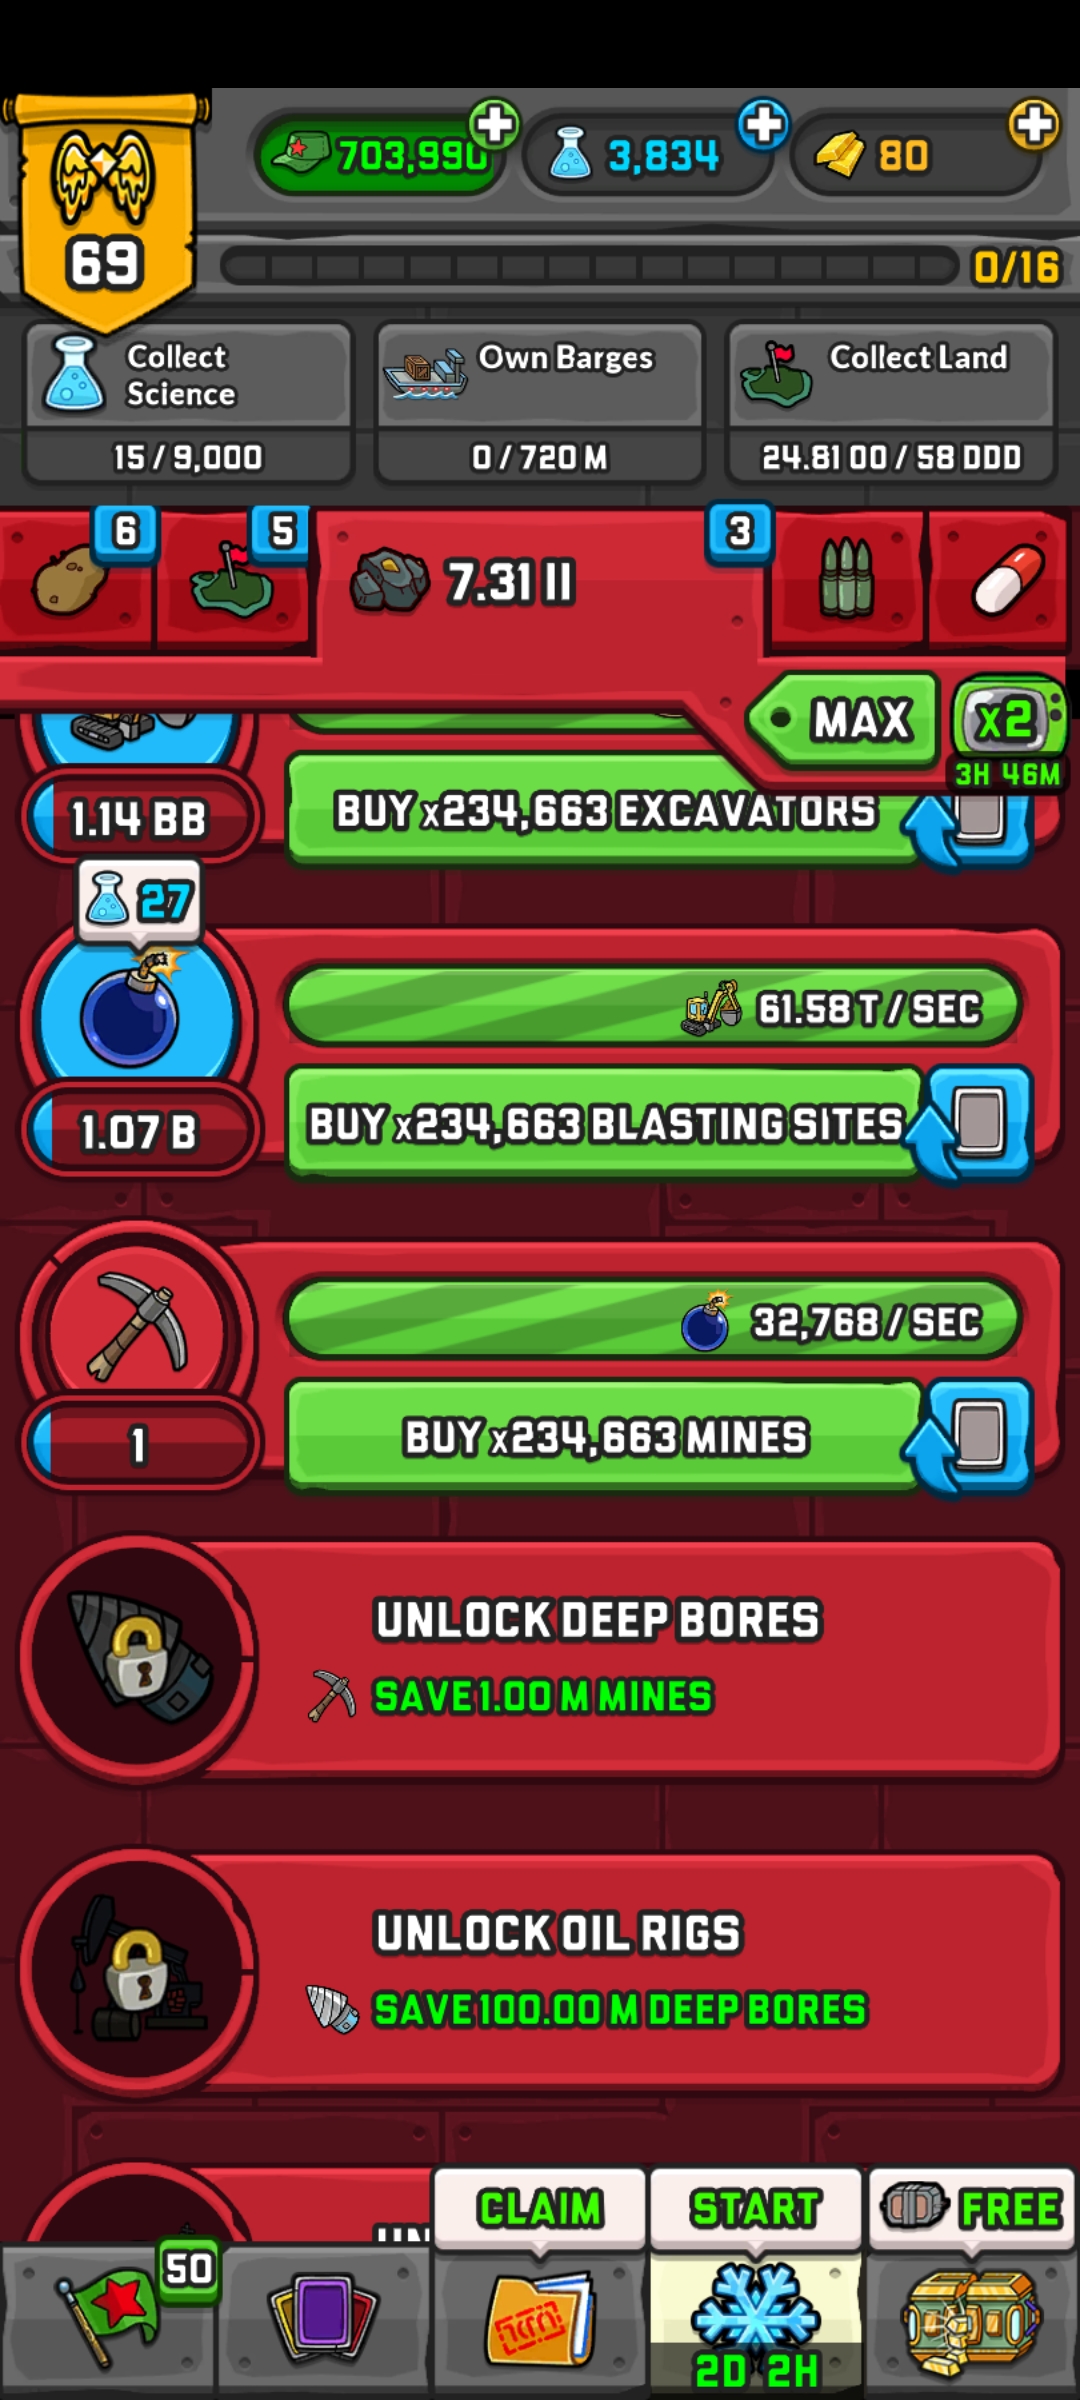 703,990
3,834
80
69
0/16
Collect
Science
15 / 9,000
Own Barges
0 / 720 M
Collect Land
24.81 OO / 58 DDD
6
5
7.31 II
3
MAX
x2
3H 46M
1.14 BB
BUY x234,663 EXCAVATORS
27
61.58 T / SEC
1.07 B
BUY x234,663 BLASTING SITES
32,768 / SEC
1
BUY x234,663 MINES
UNLOCK DEEP BORES
SAVE 1.00 M MINES
UNLOCK OIL RIGS
SAVE 100.00 M DEEP BORES
UN
CLAIM
START
FREE
50
2D 2H